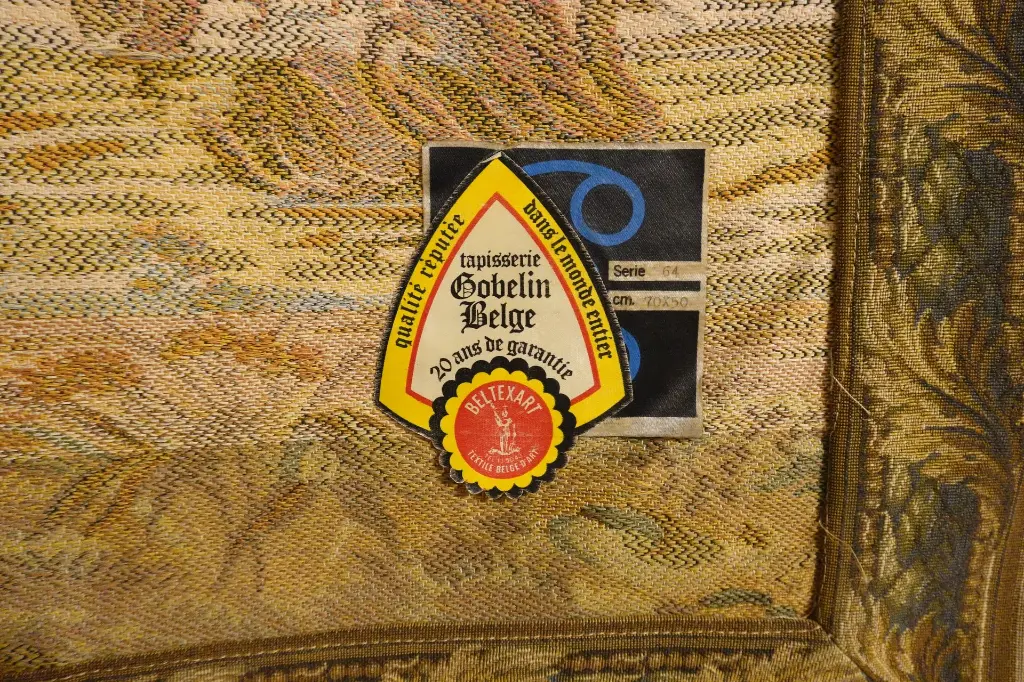 qualité réputée
dans le monde entier
tapisserie
Gobelin
Belge
20 ans de garantie
BELTEXART
TEXTILE BELGE D'ART
Serie 64
cm. 70X50